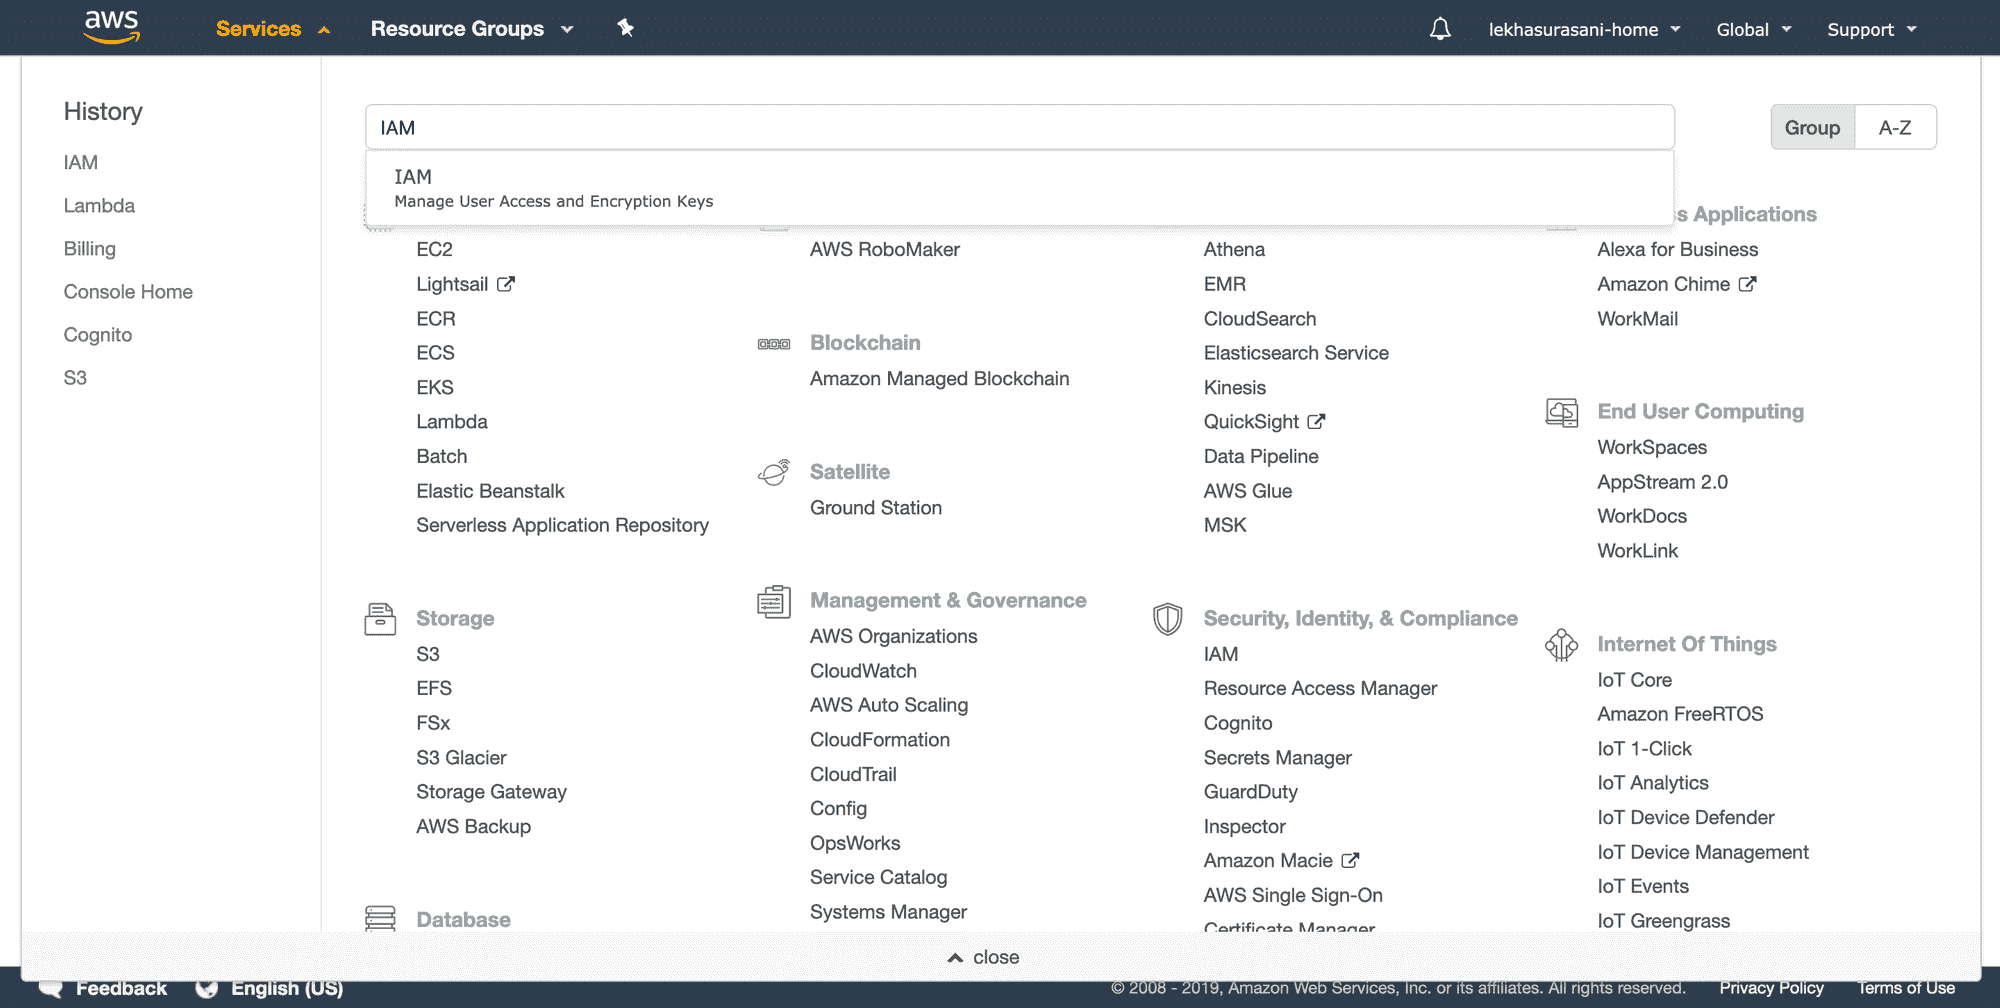 aws
Services
Resource Groups
lekhasurasani-home
Global
Support
History
IAM
Lambda
Billing
Console Home
Cognito
S3
IAM
Group
A-Z
IAM
Manage User Access and Encryption Keys
EC2
Lightsail
ECR
ECS
EKS
Lambda
Batch
Elastic Beanstalk
Serverless Application Repository
Storage
S3
EFS
FSx
S3 Glacier
Storage Gateway
AWS Backup
Database
AWS RoboMaker
Blockchain
Amazon Managed Blockchain
Satellite
Ground Station
Management & Governance
AWS Organizations
CloudWatch
AWS Auto Scaling
CloudFormation
CloudTrail
Config
OpsWorks
Service Catalog
Systems Manager
Athena
EMR
CloudSearch
Elasticsearch Service
Kinesis
QuickSight
Data Pipeline
AWS Glue
MSK
Security, Identity, & Compliance
IAM
Resource Access Manager
Cognito
Secrets Manager
GuardDuty
Inspector
Amazon Macie
AWS Single Sign-On
Certificate Manager
s Applications
Alexa for Business
Amazon Chime
WorkMail
End User Computing
WorkSpaces
AppStream 2.0
WorkDocs
WorkLink
Internet Of Things
IoT Core
Amazon FreeRTOS
IoT 1-Click
IoT Analytics
IoT Device Defender
IoT Device Management
IoT Events
IoT Greengrass
close
Feedback
English (US)
© 2008 - 2019, Amazon Web Services, Inc. or its affiliates. All rights reserved.
Privacy Policy
Terms of Use